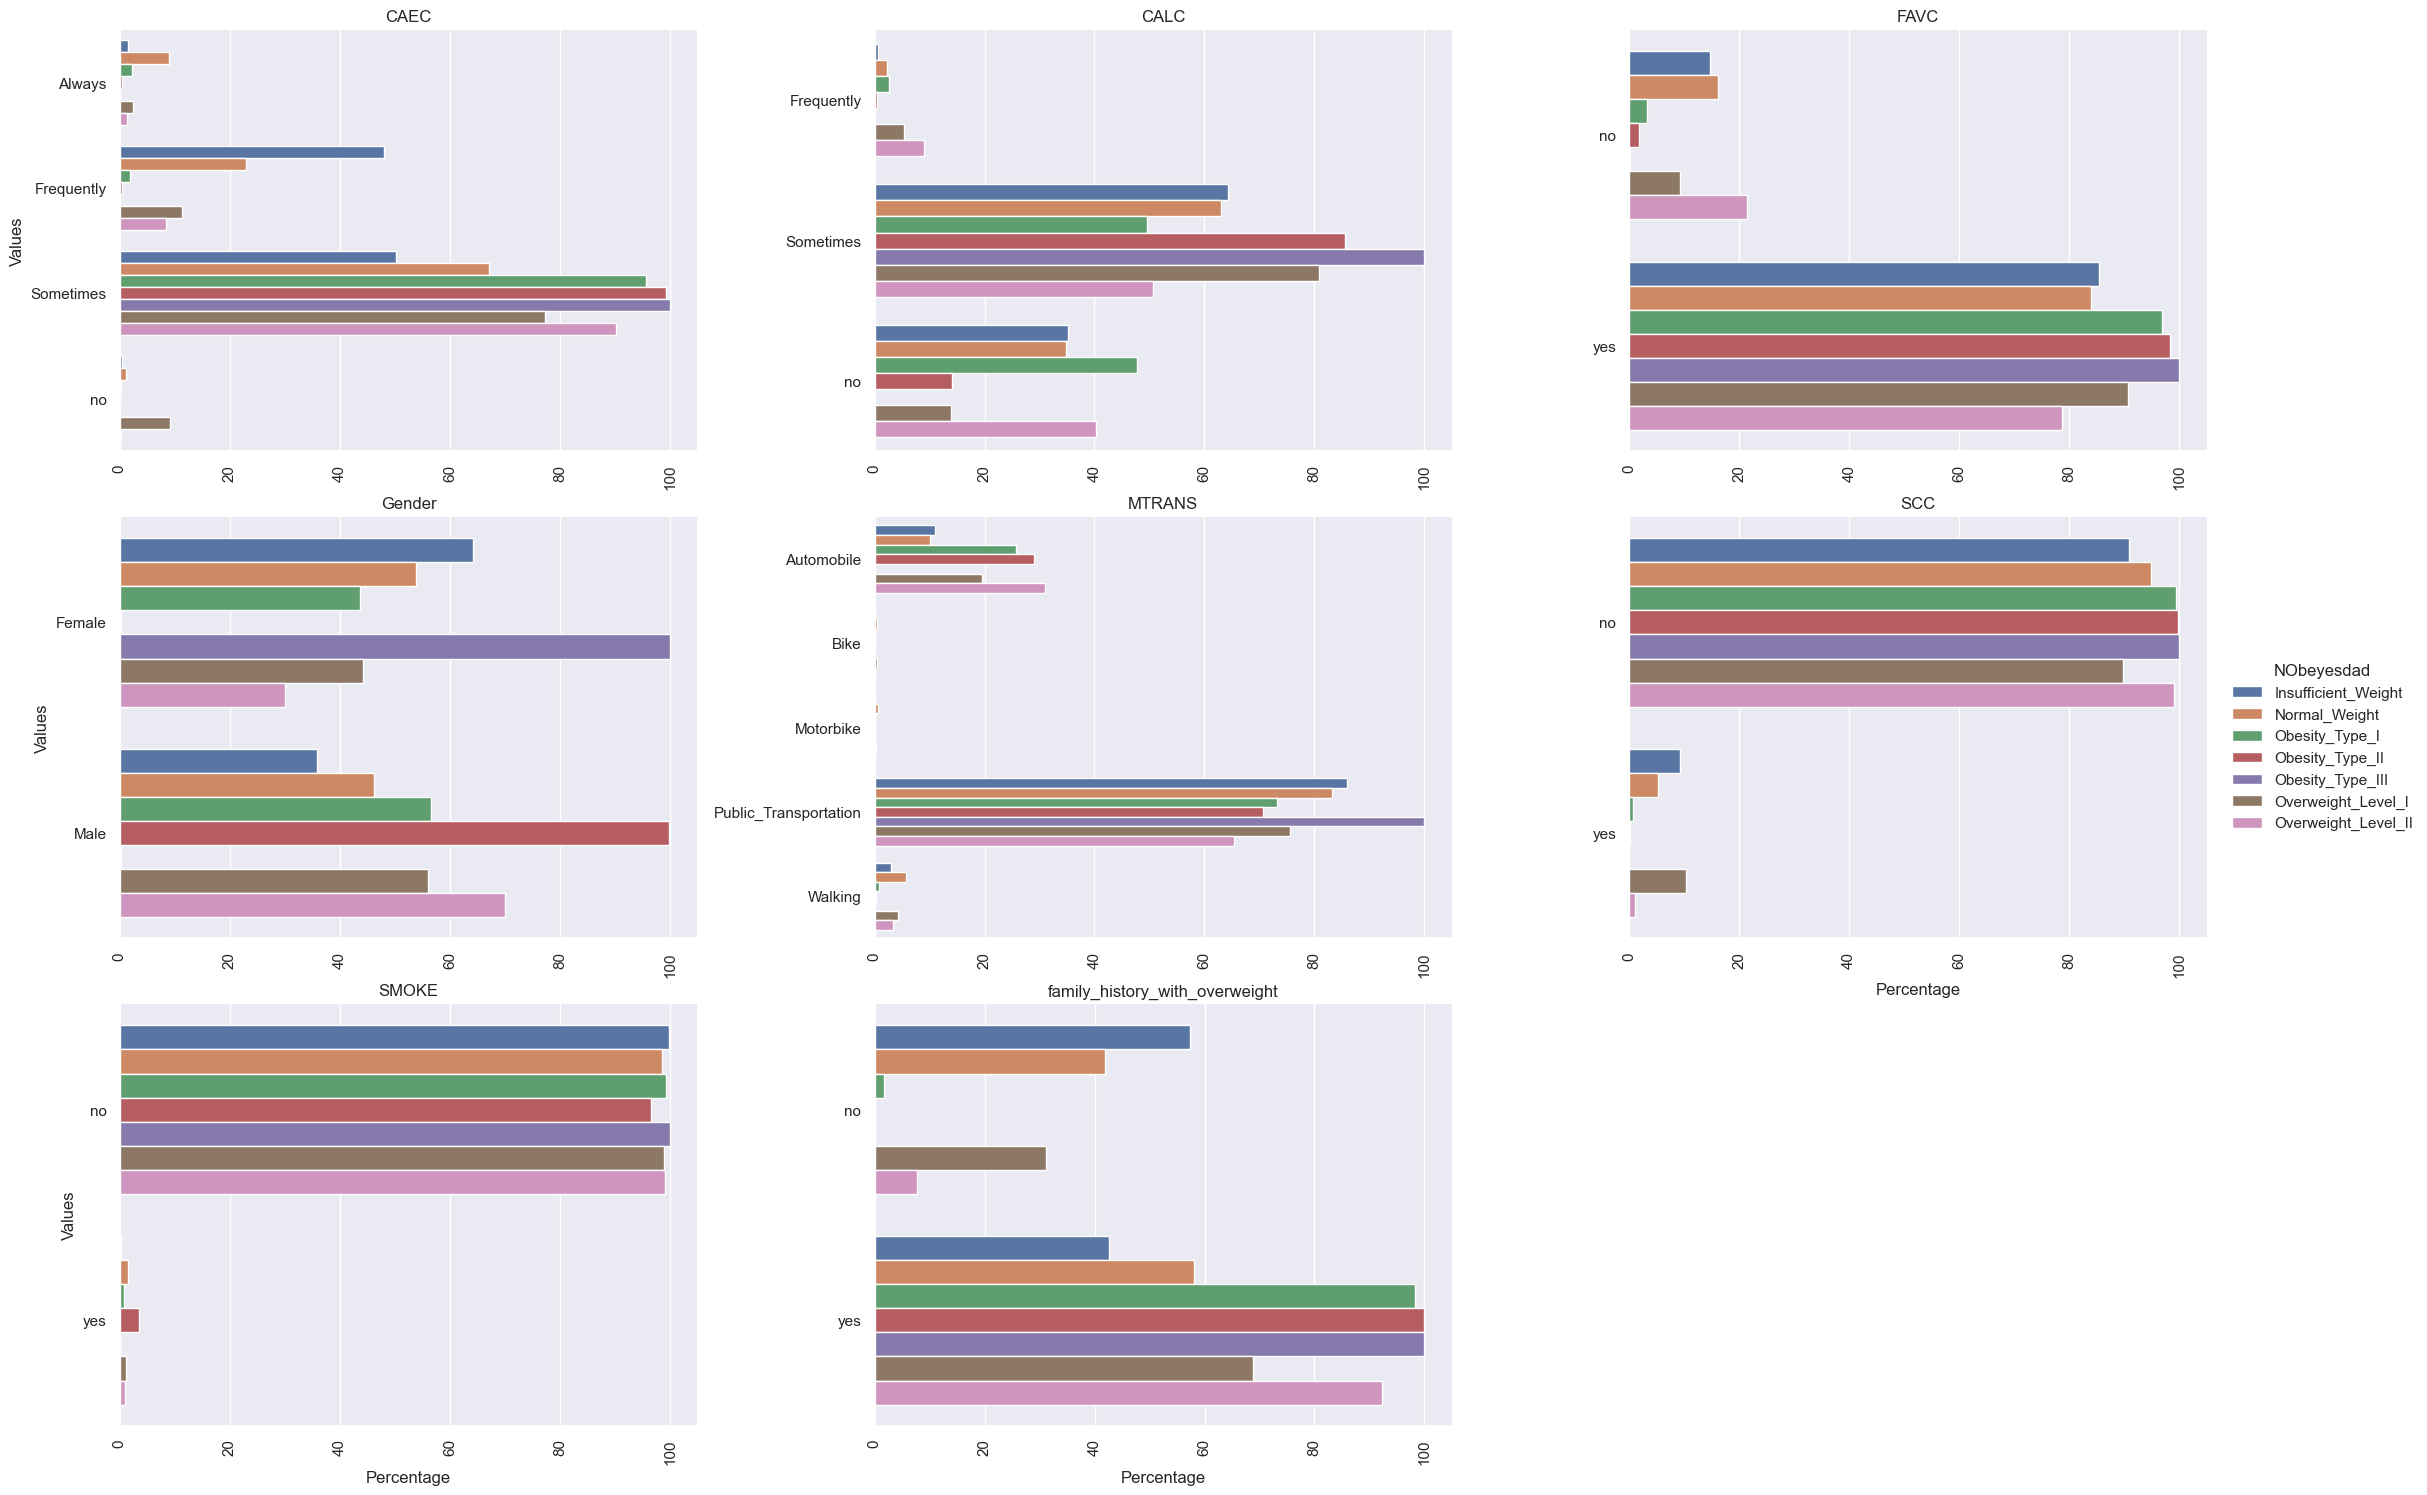 CAEC
Values
Always
Frequently
Sometimes
no
0 20 40 60 80 100
CALC
Frequently
Sometimes
no
0 20 40 60 80 100
FAVC
no
yes
0 20 40 60 80 100
Gender
Values
Female
Male
0 20 40 60 80 100
MTRANS
Automobile
Bike
Motorbike
Public_Transportation
Walking
0 20 40 60 80 100
SCC
no
yes
0 20 40 60 80 100
Percentage
NObeyesdad
Insufficient_Weight
Normal_Weight
Obesity_Type_I
Obesity_Type_II
Obesity_Type_III
Overweight_Level_I
Overweight_Level_II
SMOKE
Values
no
yes
0 20 40 60 80 100
Percentage
family_history_with_overweight
no
yes
0 20 40 60 80 100
Percentage